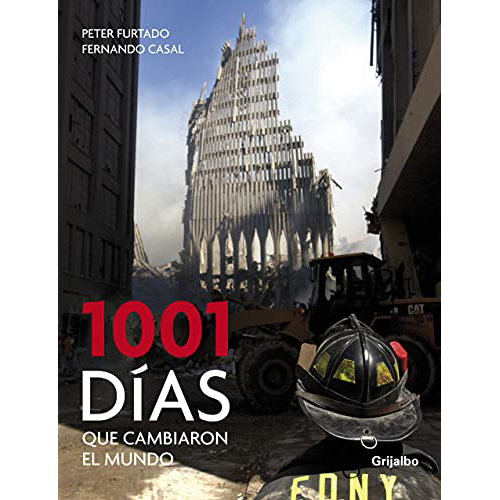 PETER FURTADO
FERNANDO CASAL
1001
DÍAS
QUE CAMBIARON
EL MUNDO
CAT
Grijalbo
FDNY